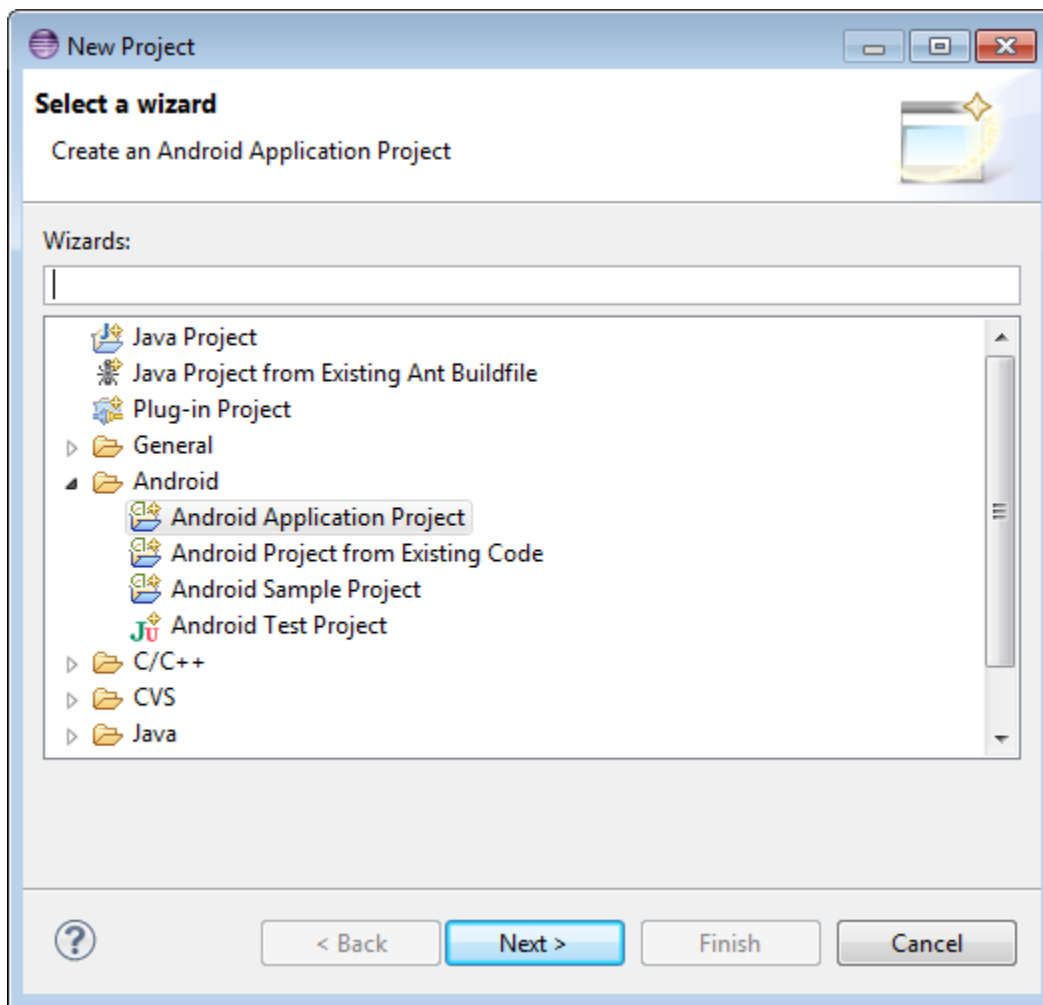 New Project
Select a wizard
Create an Android Application Project
Wizards:
Java Project
Java Project from Existing Ant Buildfile
Plug-in Project
General
Android
Android Application Project
Android Project from Existing Code
Android Sample Project
Android Test Project
C/C++
CVS
Java
< Back Next > Finish Cancel